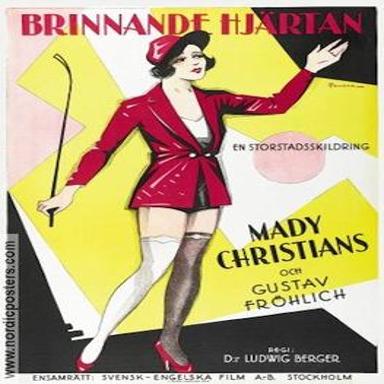 BRINNANDE HJÄRTAN
EN STORSTADSSKILDRING
MADY
CHRISTIANS
OCH
GUSTAV
FRÖHLICH
REGI:
D:r LUDWIG BERGER
ENSAMRÄTT: SVENSK-ENGELSKA FILM A-B. STOCKHOLM
www.nordicposters.com